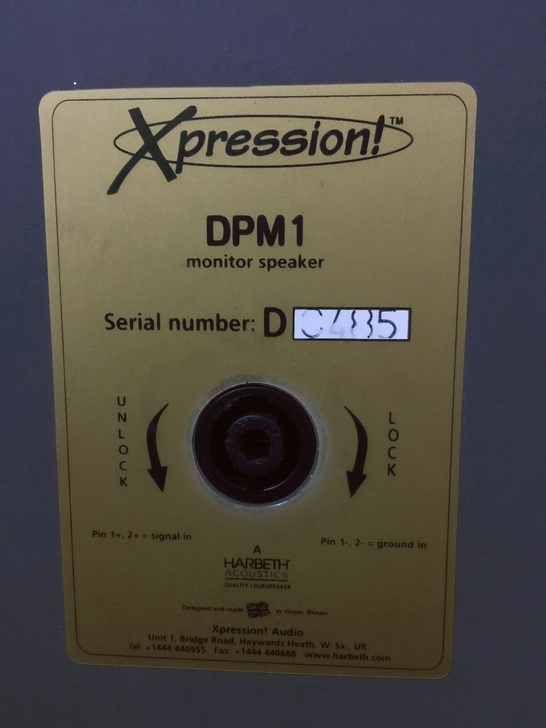 Xpression!™
DPM1
monitor speaker
Serial number: D
UNLOCK
LOCK
Pin 1+, 2+ = signal in
Pin 1-, 2- = ground in
A
HARBETH
ACOUSTICS
QUALITY LOUDSPEAKER
Designed and made in Great Britain
Xpression! Audio
Unit 1, Bridge Road, Haywards Heath, W. Sx., UK
Tel: +1444 440955 Fax: +1444 440688 www.harbeth.com